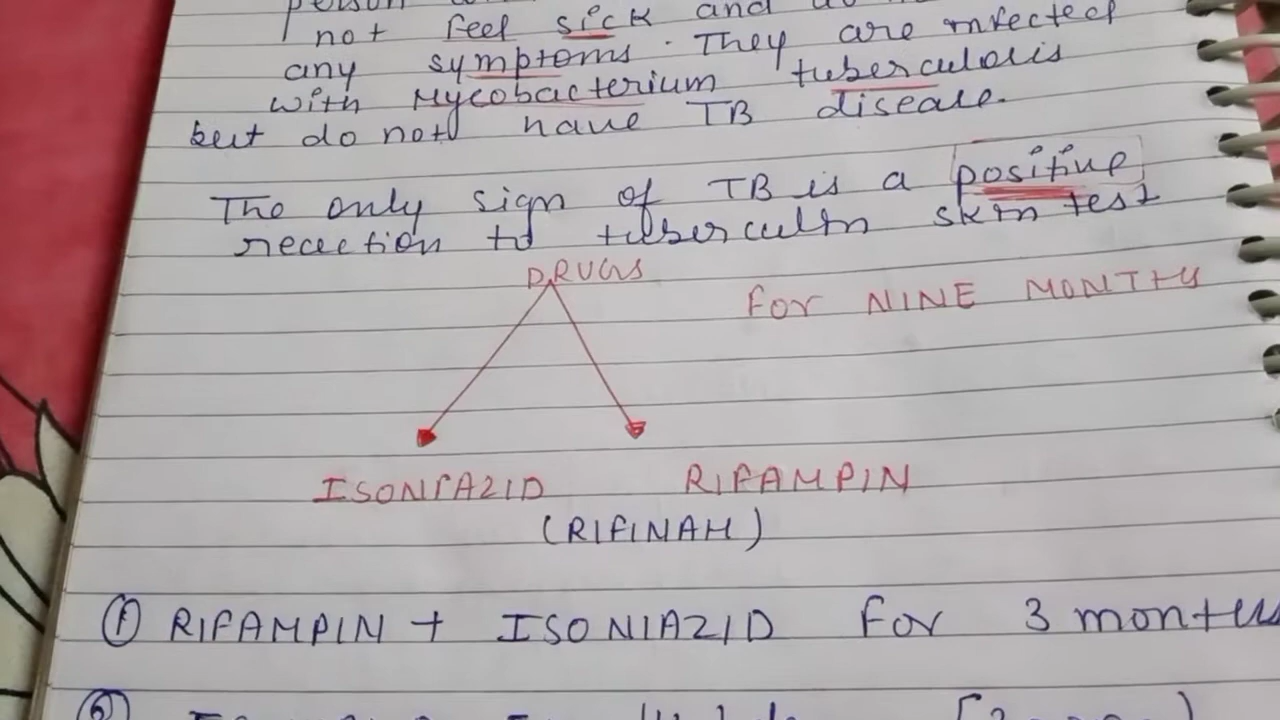 person
not feel sick and
any symptoms. They are infected
with Mycobacterium tuberculosis
but do not have TB disease.
The only sign of TB is a positive
reaction to tuberculin skin test
DRUGS
For NINE MONTHS
ISONIAZID RIFAMPIN
(RIFINAH)
① RIFAMPIN + ISONIAZID For 3 months
②